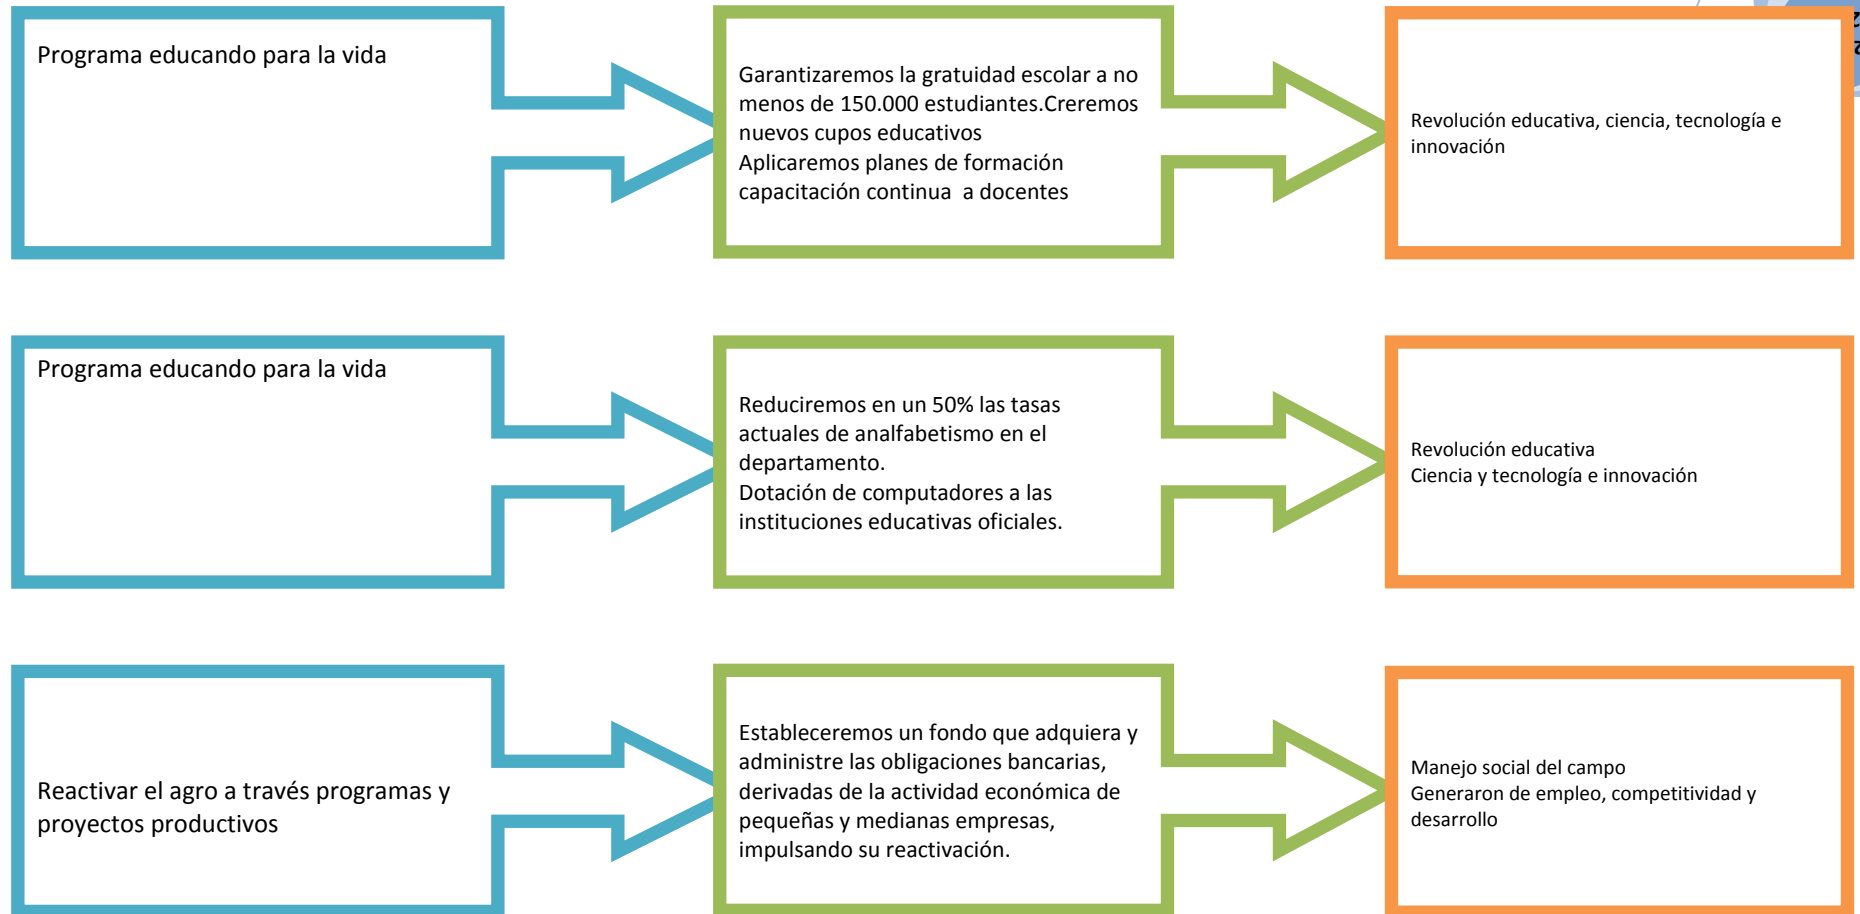 Programa educando para la vida
Garantizaremos la gratuidad escolar a no
menos de 150.000 estudiantes.Creremos
nuevos cupos educativos
Aplicaremos planes de formación
capacitación continua  a docentes
Revolución educativa, ciencia, tecnología e
innovación
Programa educando para la vida
Reduciremos en un 50% las tasas
actuales de analfabetismo en el
departamento.
Dotación de computadores a las
instituciones educativas oficiales.
Revolución educativa
Ciencia y tecnología e innovación
Reactivar el agro a través programas y
proyectos productivos
Estableceremos un fondo que adquiera y
administre las obligaciones bancarias,
derivadas de la actividad económica de
pequeñas y medianas empresas,
impulsando su reactivación.
Manejo social del campo
Generaron de empleo, competitividad y
desarrollo